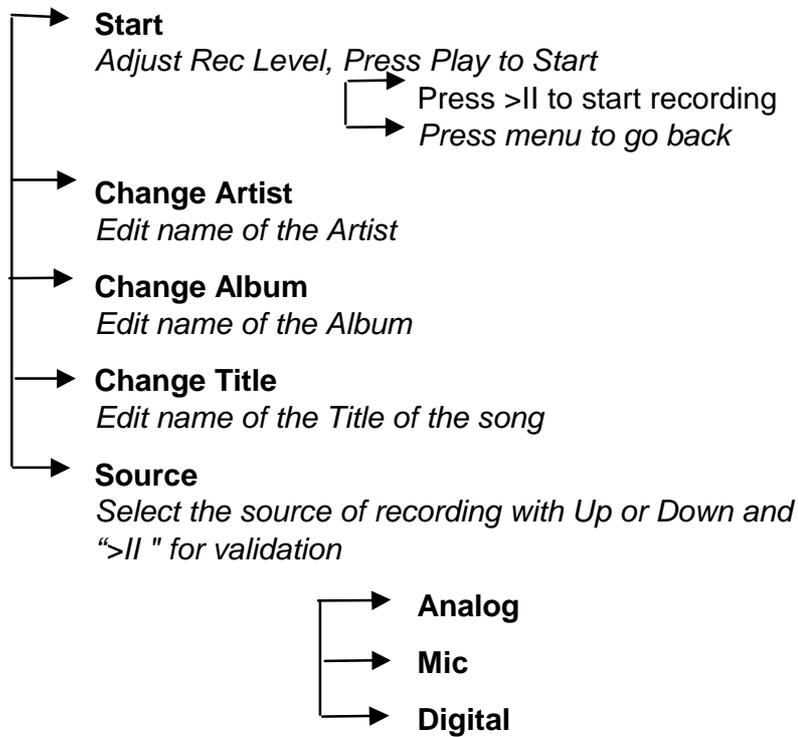 Start
Adjust Rec Level, Press Play to Start
Press >II to start recording
Press menu to go back
Change Artist
Edit name of the Artist
Change Album
Edit name of the Album
Change Title
Edit name of the Title of the song
Source
Select the source of recording with Up or Down and
“>II " for validation
Analog
Mic
Digital